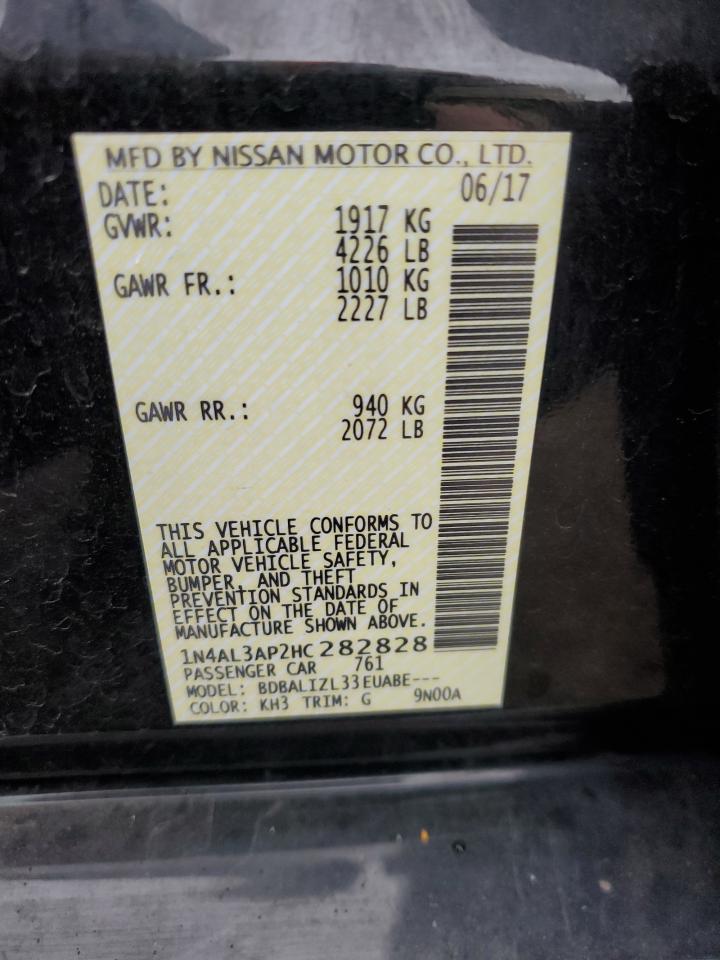 MFD BY NISSAN MOTOR CO., LTD.
DATE: 06/17
GVWR: 1917 KG
4226 LB
GAWR FR.: 1010 KG
2227 LB
GAWR RR.: 940 KG
2072 LB
THIS VEHICLE CONFORMS TO
ALL APPLICABLE FEDERAL
MOTOR VEHICLE SAFETY,
BUMPER, AND THEFT
PREVENTION STANDARDS IN
EFFECT ON THE DATE OF
MANUFACTURE SHOWN ABOVE.
1N4AL3AP2HC282828
PASSENGER CAR 761
MODEL: BDBALIZL33EUABE---
COLOR: KH3 TRIM: G 9N00A